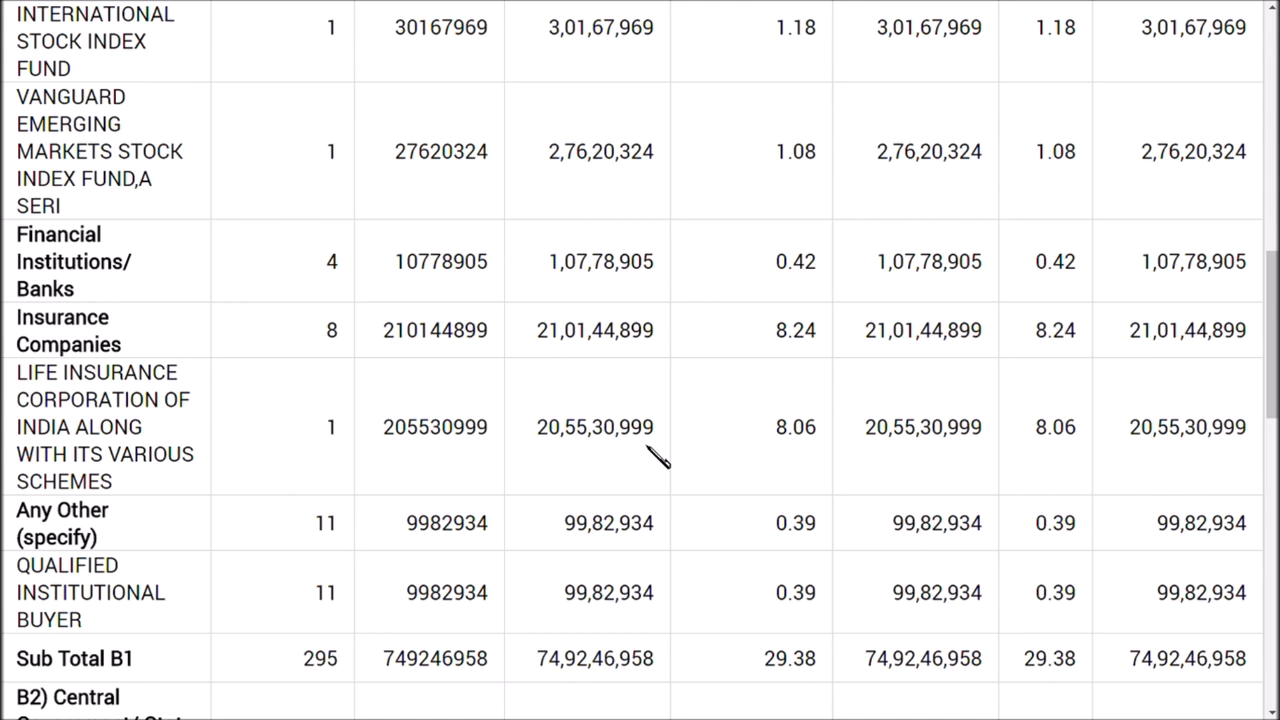 INTERNATIONAL
STOCK INDEX
FUND
1 30167969 3,01,67,969 1.18 3,01,67,969 1.18 3,01,67,969
VANGUARD
EMERGING
MARKETS STOCK
INDEX FUND,A
SERI
1 27620324 2,76,20,324 1.08 2,76,20,324 1.08 2,76,20,324
Financial
Institutions/
Banks
4 10778905 1,07,78,905 0.42 1,07,78,905 0.42 1,07,78,905
Insurance
Companies
8 210144899 21,01,44,899 8.24 21,01,44,899 8.24 21,01,44,899
LIFE INSURANCE
CORPORATION OF
INDIA ALONG
WITH ITS VARIOUS
SCHEMES
1 205530999 20,55,30,999 8.06 20,55,30,999 8.06 20,55,30,999
Any Other
(specify)
11 9982934 99,82,934 0.39 99,82,934 0.39 99,82,934
QUALIFIED
INSTITUTIONAL
BUYER
11 9982934 99,82,934 0.39 99,82,934 0.39 99,82,934
Sub Total B1 295 749246958 74,92,46,958 29.38 74,92,46,958 29.38 74,92,46,958
B2) Central